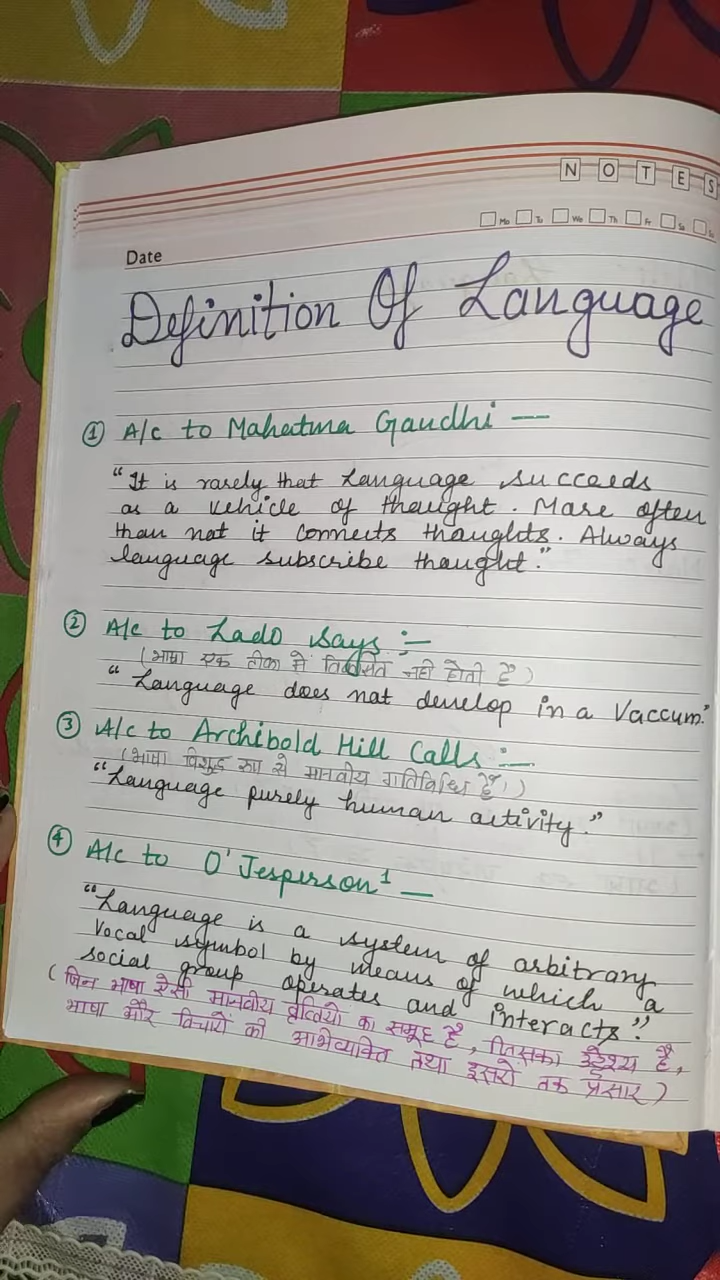 NOTES
Mo Tu We Th Fr Sa Su
Date
Definition Of Language
① A/c to Mahatma Gandhi —
"It is rarely that Language succeeds
as a vehicle of thought. More often
than not it connects thoughts. Always
language subscribe thought."
② A/c to Lado Says :-
(भाषा एक टीका में विकसित नहीं होती है)
"Language does not develop in a Vaccum."
③ A/c to Archibold Hill Calls :-
(भाषा विशुद्ध रूप से मानवीय गतिविधि है।)
"Language purely human activity."
④ A/c to O'Jesperson¹ —
"Language is a system of arbitrary
Vocal symbol by means of which a
social group operates and interacts."
(जिन भाषा ऐसी मानवीय वृत्तियों का समूह है, जिसका उद्देश्य है,
भाषा और विचारों की अभिव्यक्ति तथा दूसरों तक प्रसार)